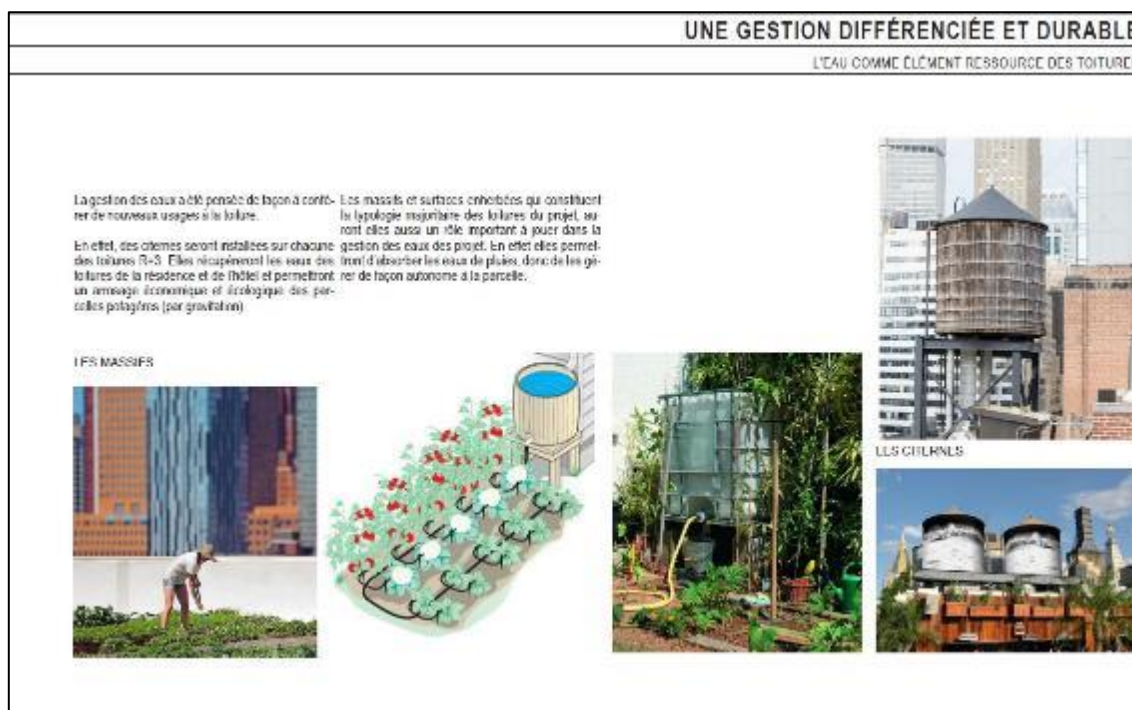 UNE GESTION DIFFÉRENCIÉE ET DURABLE
L'EAU COMME ÉLÉMENT RESSOURCE DES TOITURE
La gestion des eaux a été pensée de façon à confé-
rer de nouveaux usages à la toiture.
En effet, des citernes seront installées sur chacune
des toitures R+3. Elles récupéreront les eaux des
toitures de la résidence et de l'hôtel et permettront
un arrosage économique et écologique des par-
celles potagères (par gravitation)
Les massifs et surfaces enherbées qui constituent
la typologie majoritaire des toitures du projet, au-
ront elles aussi un rôle important à jouer dans la
gestion des eaux des projet. En effet elles permet-
tront d'absorber les eaux de pluies, donc de les gé-
rer de façon autonome à la parcelle.
LES MASSIFS
LES CITERNES